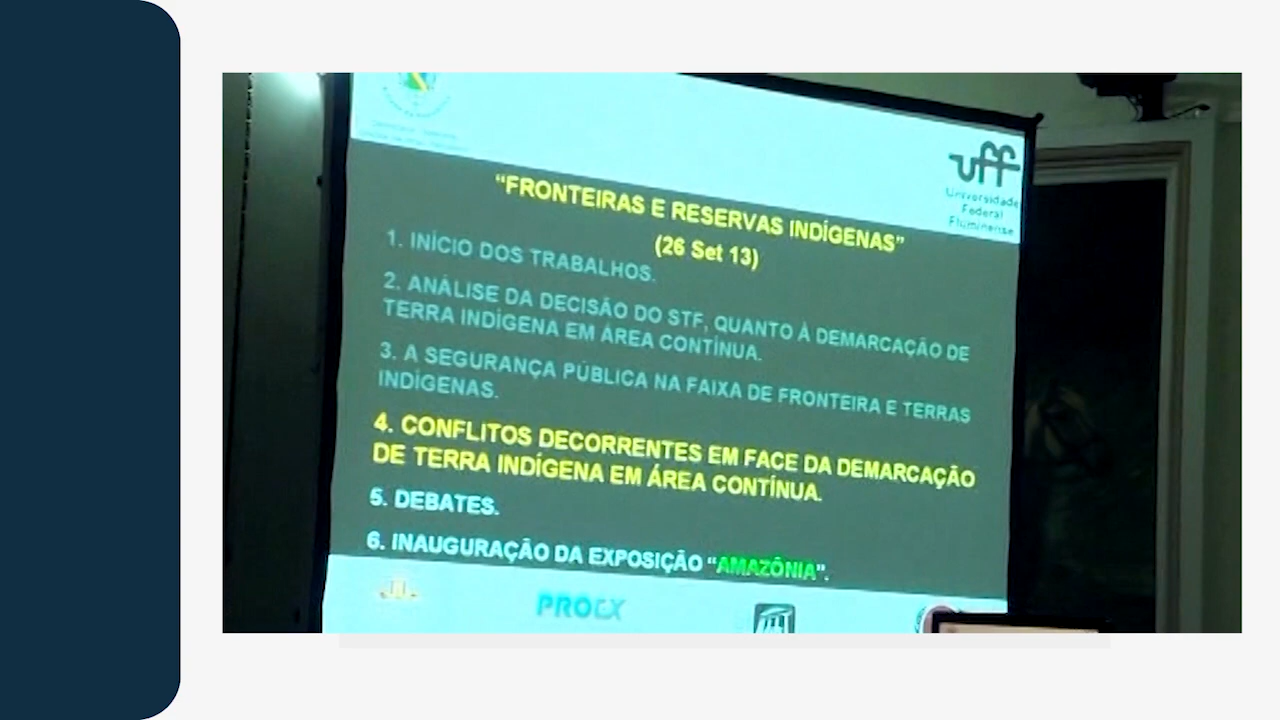 uff
Universidade
Federal
Fluminense
“FRONTEIRAS E RESERVAS INDÍGENAS”
(26 Set 13)
1. INÍCIO DOS TRABALHOS.
2. ANÁLISE DA DECISÃO DO STF, QUANTO À DEMARCAÇÃO DE
TERRA INDÍGENA EM ÁREA CONTÍNUA.
3. A SEGURANÇA PÚBLICA NA FAIXA DE FRONTEIRA E TERRAS
INDÍGENAS.
4. CONFLITOS DECORRENTES EM FACE DA DEMARCAÇÃO
DE TERRA INDÍGENA EM ÁREA CONTÍNUA.
5. DEBATES.
6. INAUGURAÇÃO DA EXPOSIÇÃO “AMAZÔNIA”.
PROEX